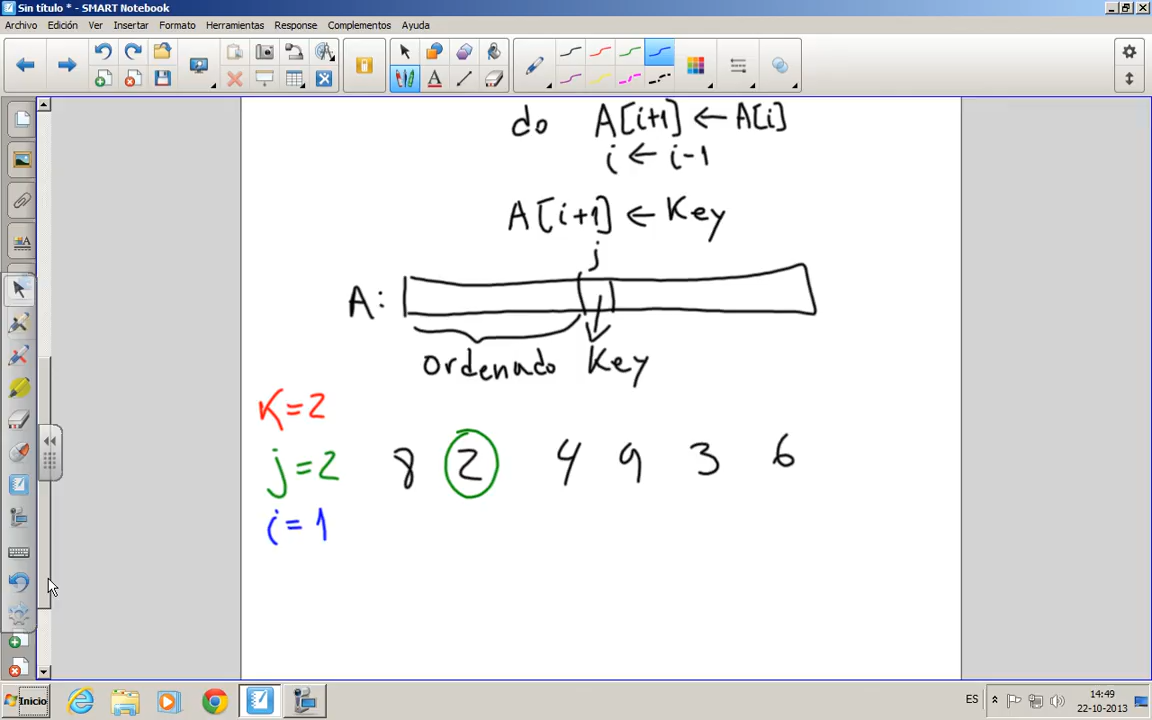 Sin título * - SMART Notebook
Archivo Edición Ver Insertar Formato Herramientas Response Complementos Ayuda
do A[i+1] ← A[i]
i ← i-1
A[i+1] ← Key
j
A:
Ordenado Key
K=2
j=2 8 2 4 9 3 6
i=1
Inicio ES 14:49
22-10-2013